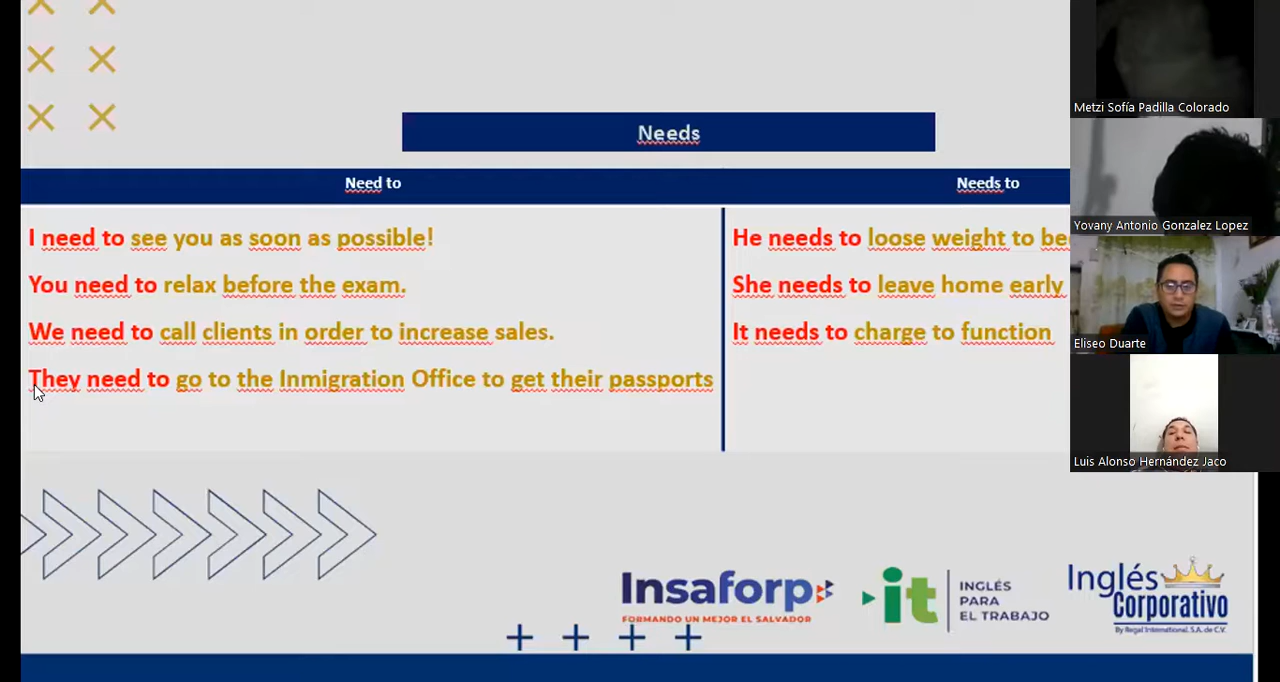 Needs
Need to
Needs to
I need to see you as soon as possible!
You need to relax before the exam.
We need to call clients in order to increase sales.
They need to go to the Inmigration Office to get their passports
He needs to loose weight to be
She needs to leave home early
It needs to charge to function
Metzi Sofía Padilla Colorado
Yovany Antonio Gonzalez Lopez
Eliseo Duarte
Luis Alonso Hernández Jaco
Insaforp
FORMANDO UN MEJOR EL SALVADOR
it
INGLÉS
PARA
EL TRABAJO
Inglés
Corporativo
By Regal International, S.A. de C.V.